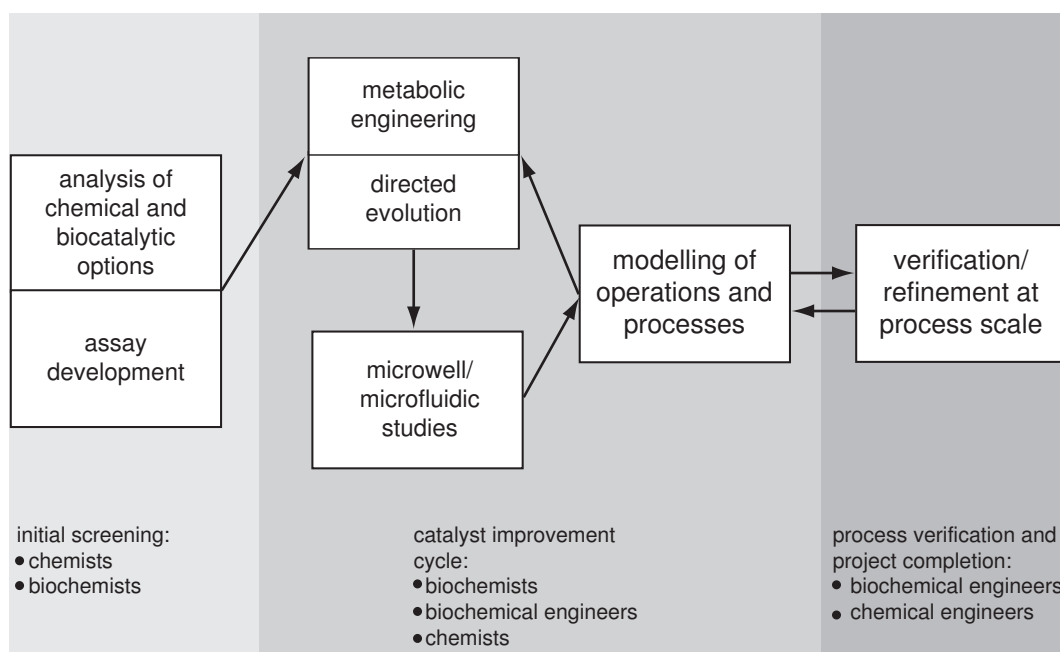 analysis of
chemical and
biocatalytic
options
assay
development
metabolic
engineering
directed
evolution
microwell/
microfluidic
studies
modelling of
operations and
processes
verification/
refinement at
process scale
initial screening:
• chemists
• biochemists
catalyst improvement
cycle:
• biochemists
• biochemical engineers
• chemists
process verification and
project completion:
• biochemical engineers
• chemical engineers